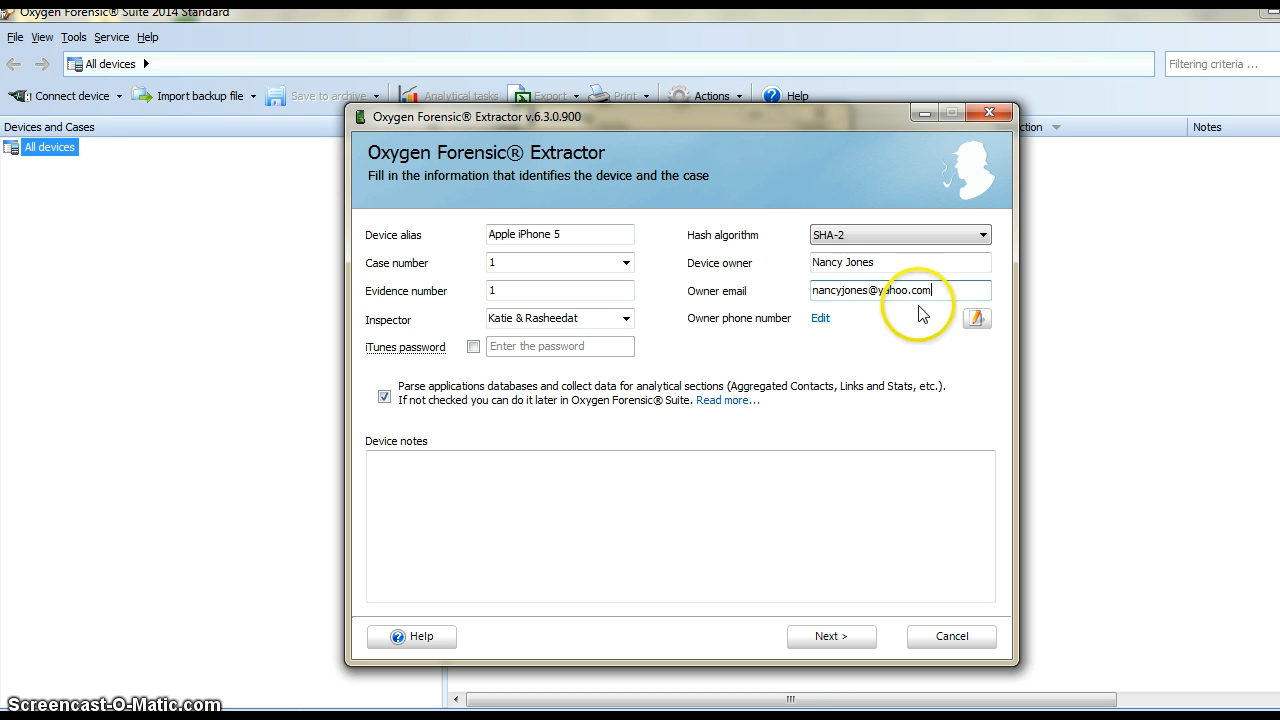 Oxygen Forensic® Suite 2014 Standard
File View Tools Service Help
All devices
Filtering criteria ...
Connect device Import backup file Save to archive Analytical tasks Export Print Actions Help
Devices and Cases
ction
Notes
All devices
Oxygen Forensic® Extractor v.6.3.0.900
Oxygen Forensic® Extractor
Fill in the information that identifies the device and the case
Device alias Apple iPhone 5 Hash algorithm SHA-2
Case number 1 Device owner Nancy Jones
Evidence number 1 Owner email nancyjones@yahoo.com
Inspector Katie & Rasheedat Owner phone number Edit
iTunes password Enter the password
Parse applications databases and collect data for analytical sections (Aggregated Contacts, Links and Stats, etc.).
If not checked you can do it later in Oxygen Forensic® Suite. Read more...
Device notes
Help Next > Cancel
Screencast-O-Matic.com